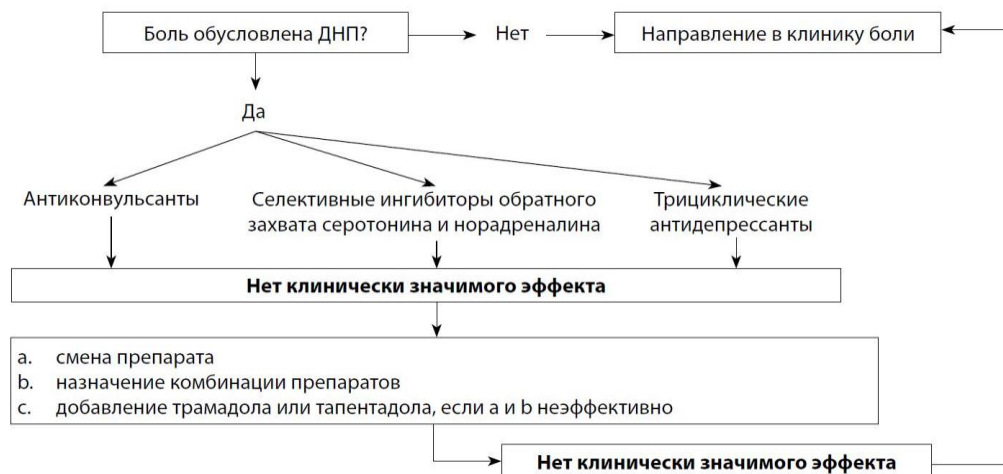 Боль обусловлена ДНП?
Нет
Направление в клинику боли
Да
Антиконвульсанты
Селективные ингибиторы обратного
захвата серотонина и норадреналина
Трициклические
антидепрессанты
Нет клинически значимого эффекта
a. смена препарата
b. назначение комбинации препаратов
c. добавление трамадола или тапентадола, если a и b неэффективно
Нет клинически значимого эффекта